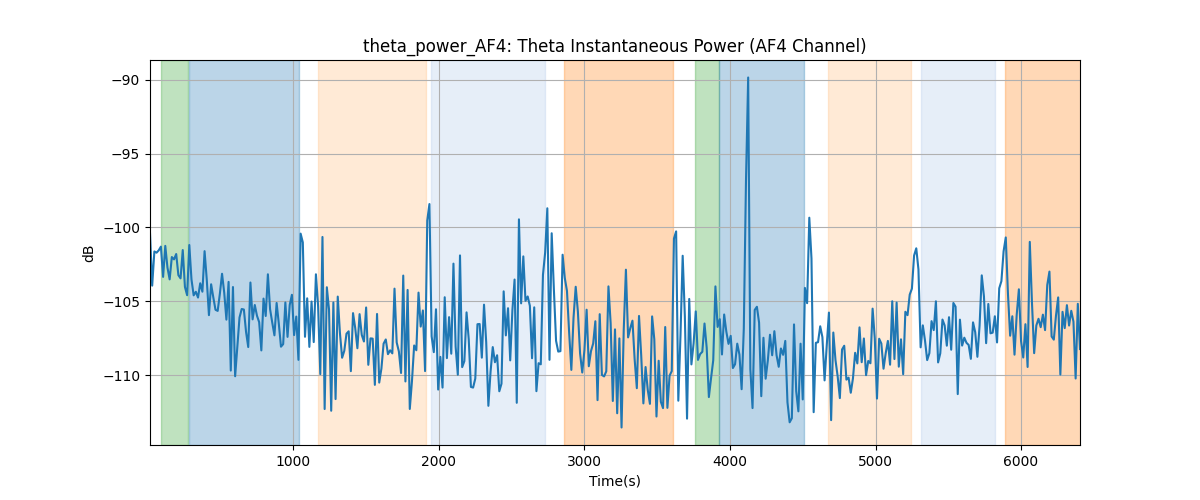 theta_power_AF4: Theta Instantaneous Power (AF4 Channel)
−90
−95
−100
−105
−110
dB
1000 2000 3000 4000 5000 6000
Time(s)